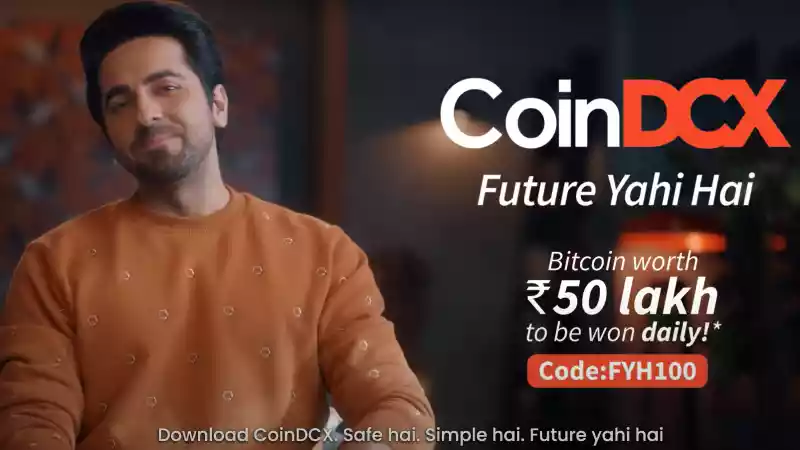 CoinDCX
Future Yahi Hai
Bitcoin worth
₹50 lakh
to be won daily!*
Code:FYH100
Download CoinDCX. Safe hai. Simple hai. Future yahi hai